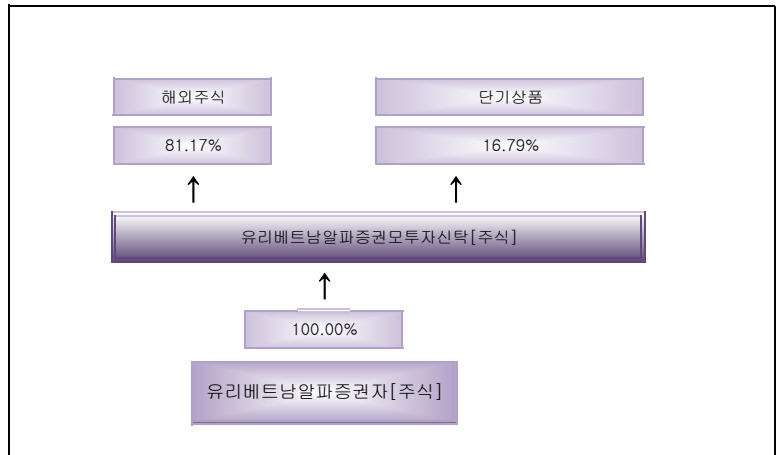 해외주식
단기상품
81.17%
16.79%
유리베트남알파증권모투자신탁[주식]
100.00%
유리베트남알파증권자[주식]